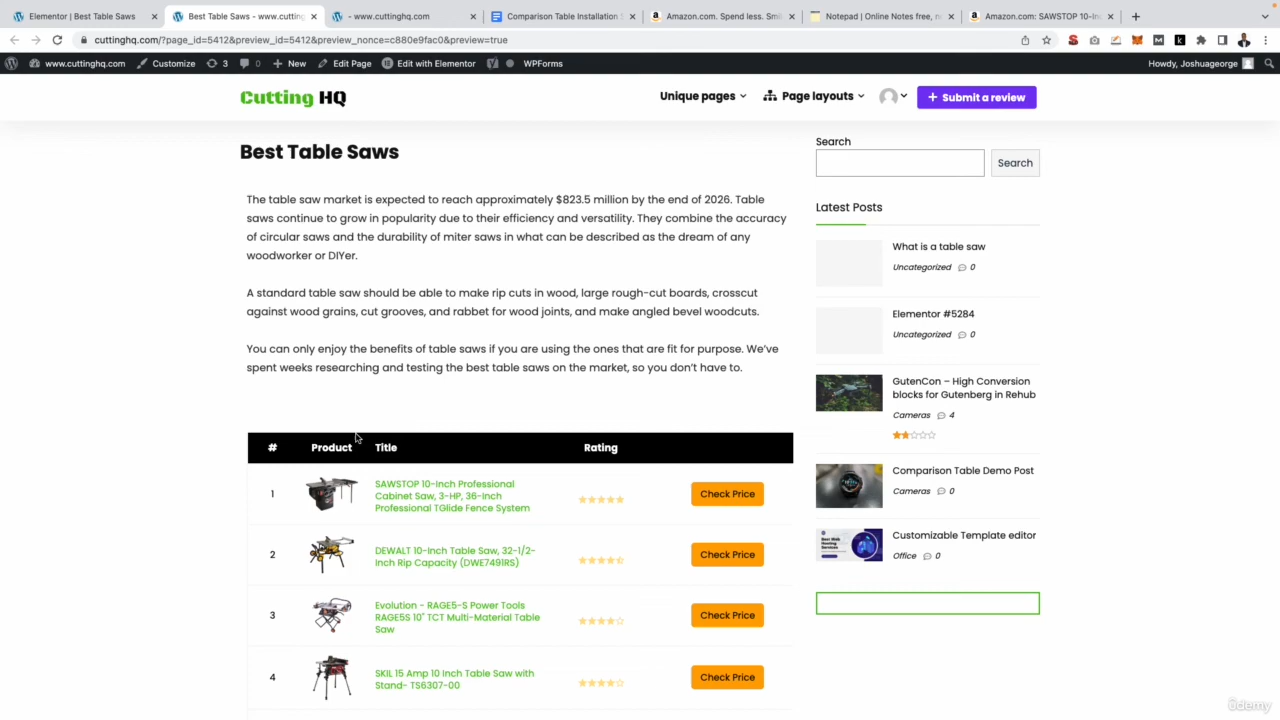 Elementor | Best Table Saws
Best Table Saws - www.cutting
- www.cuttinghq.com
Comparison Table Installation S
Amazon.com. Spend less. Smi
Notepad | Online Notes free, n
Amazon.com: SAWSTOP 10-Inc
cuttinghq.com/?page_id=5412&preview_id=5412&preview_nonce=c880e9fac0&preview=true
www.cuttinghq.com
Customize
3
0
New
Edit Page
Edit with Elementor
WPForms
Howdy, Joshuageorge
Cutting HQ
Unique pages
Page layouts
+ Submit a review
Best Table Saws
The table saw market is expected to reach approximately $823.5 million by the end of 2026. Table
saws continue to grow in popularity due to their efficiency and versatility. They combine the accuracy
of circular saws and the durability of miter saws in what can be described as the dream of any
woodworker or DIYer.
A standard table saw should be able to make rip cuts in wood, large rough-cut boards, crosscut
against wood grains, cut grooves, and rabbet for wood joints, and make angled bevel woodcuts.
You can only enjoy the benefits of table saws if you are using the ones that are fit for purpose. We've
spent weeks researching and testing the best table saws on the market, so you don't have to.
# Product Title Rating
1
SAWSTOP 10-Inch Professional
Cabinet Saw, 3-HP, 36-Inch
Professional TGlide Fence System
Check Price
2
DEWALT 10-Inch Table Saw, 32-1/2-
Inch Rip Capacity (DWE7491RS)
Check Price
3
Evolution - RAGE5-S Power Tools
RAGE5S 10" TCT Multi-Material Table
Saw
Check Price
4
SKIL 15 Amp 10 Inch Table Saw with
Stand- TS6307-00
Check Price
Search
Search
Latest Posts
What is a table saw
Uncategorized 0
Elementor #5284
Uncategorized 0
GutenCon – High Conversion
blocks for Gutenberg in Rehub
Cameras 4
Comparison Table Demo Post
Cameras 0
Customizable Template editor
Office 0
ûdemy